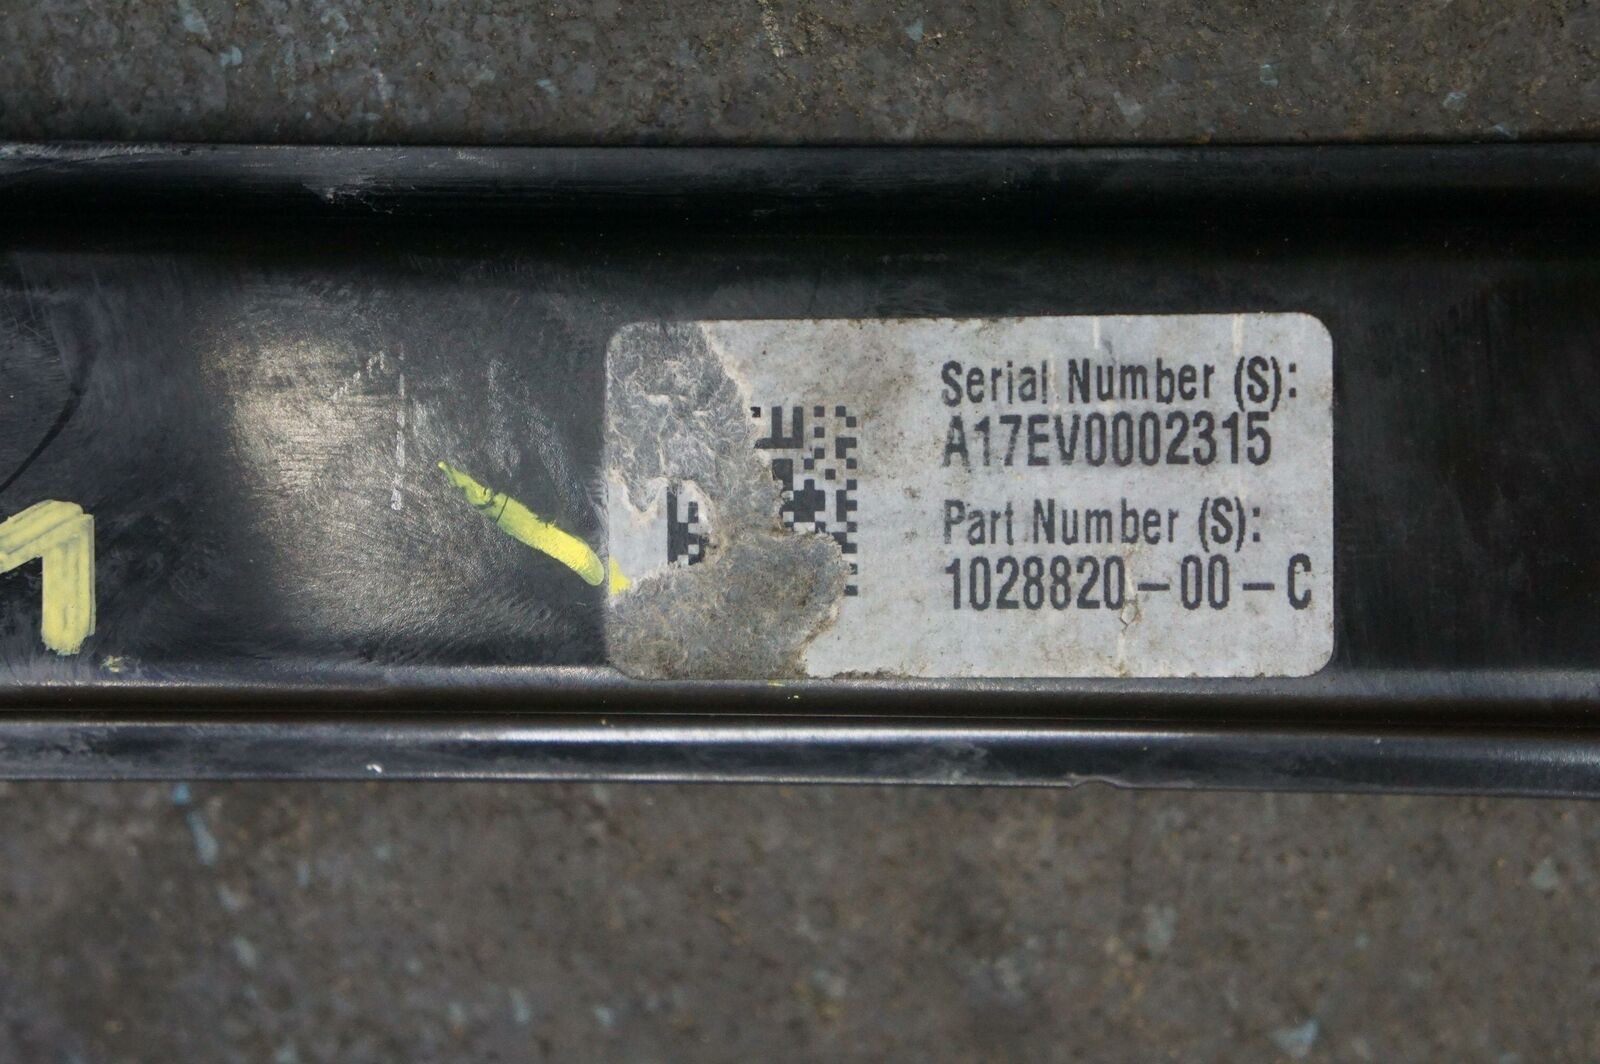 Serial Number (S):
A17EV0002315
Part Number (S):
1028820-00-C